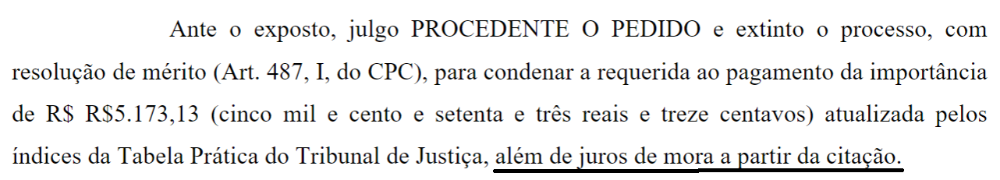 Ante o exposto, julgo PROCEDENTE O PEDIDO e extinto o processo, com
resolução de mérito (Art. 487, I, do CPC), para condenar a requerida ao pagamento da importância
de R$ R$5.173,13 (cinco mil e cento e setenta e três reais e treze centavos) atualizada pelos
índices da Tabela Prática do Tribunal de Justiça, além de juros de mora a partir da citação.